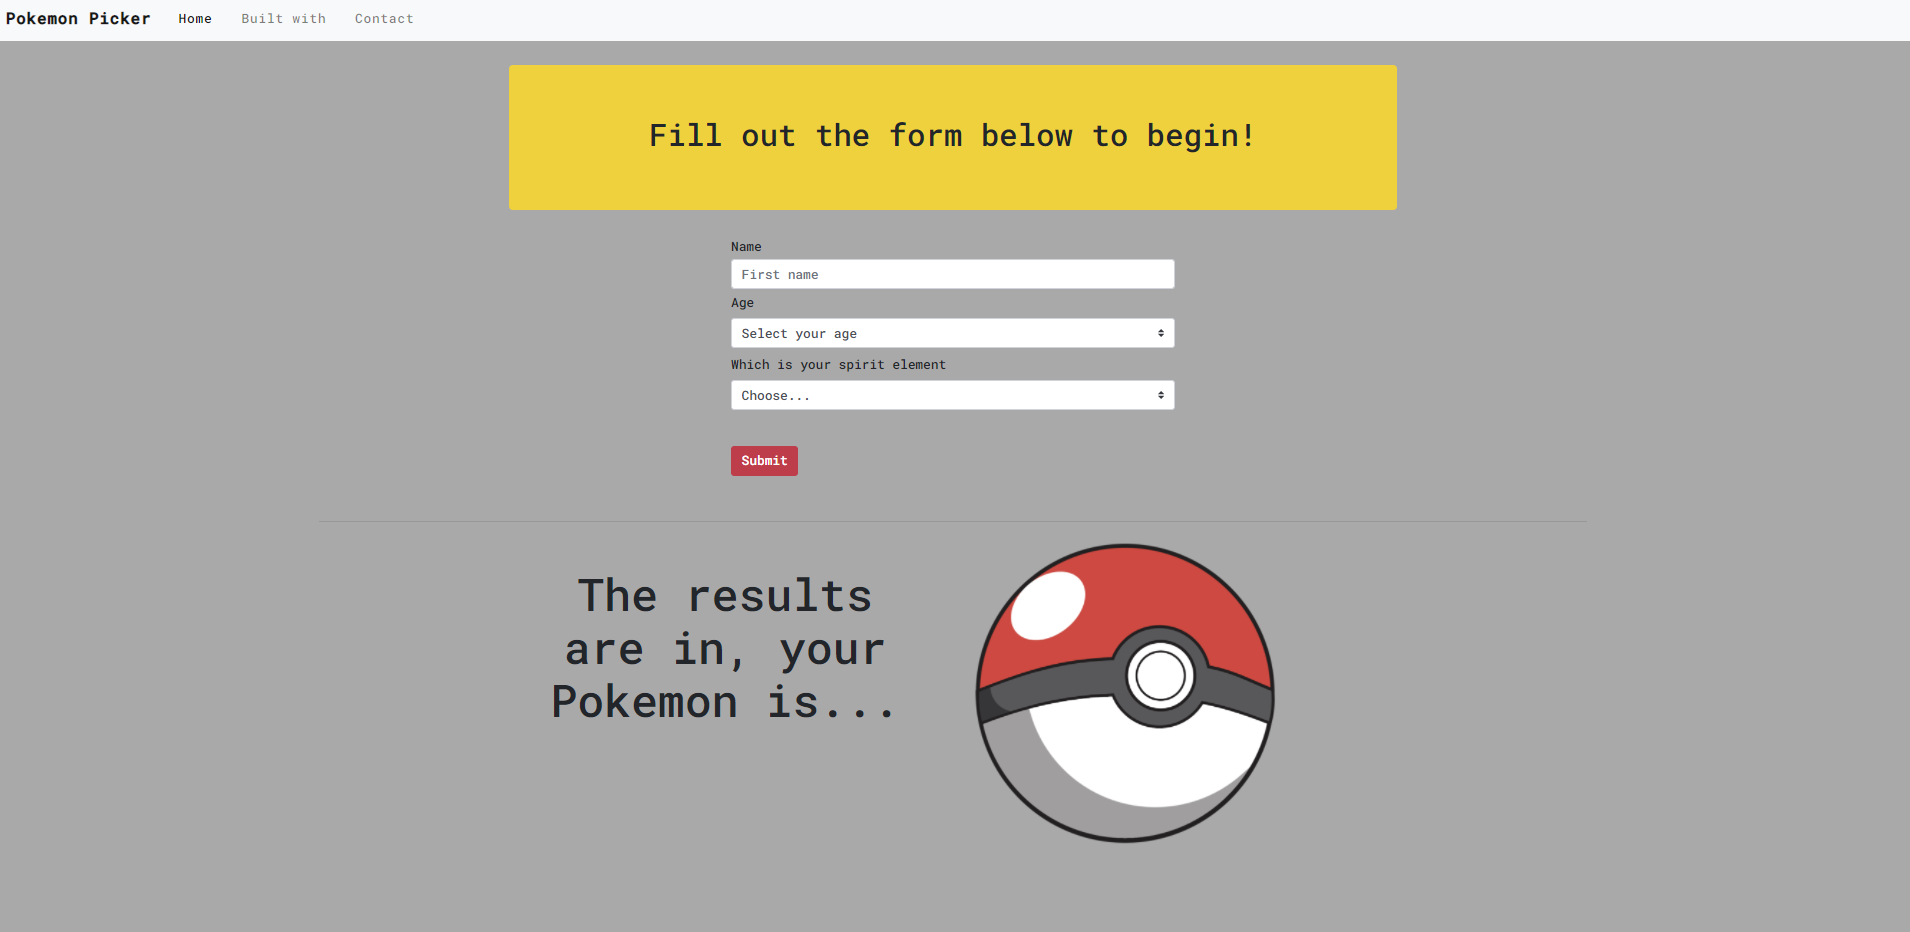 Pokemon Picker Home Built with Contact
Fill out the form below to begin!
Name
First name
Age
Select your age
Which is your spirit element
Choose...
Submit
The results
are in, your
Pokemon is...